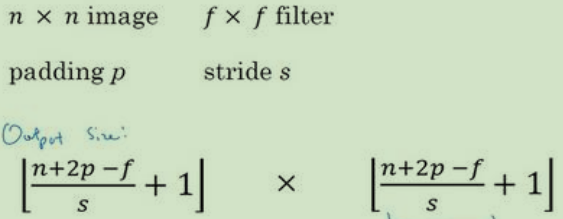 n × n image f × f filter
padding p stride s
Output size:
⌊(n+2p −f)/s + 1⌋ × ⌊(n+2p −f)/s + 1⌋